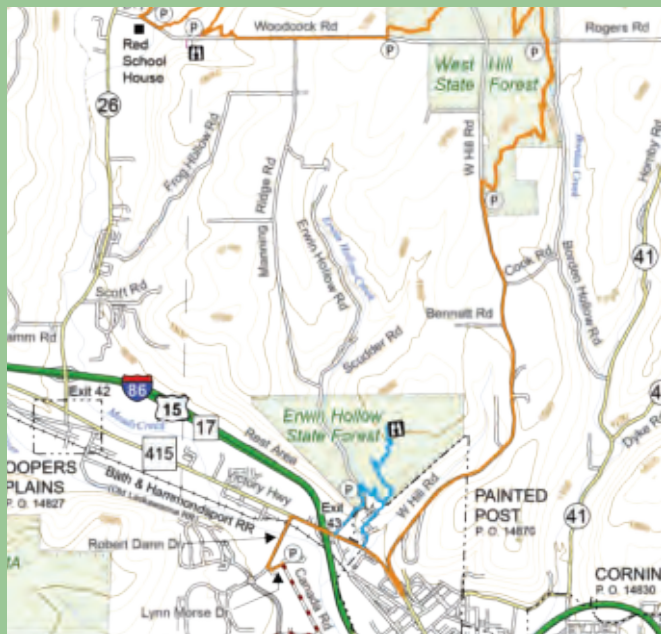 Woodcock Rd
Rogers Rd
P
P
P
Red
School
House
West Hill
State Forest
26
Frog Hollow Rd
W Hill Rd
Hornby Rd
P
Manning Ridge Rd
Erwin Hollow Rd
Erwin Hollow Creek
41
Cook Rd
Borden Hollow Rd
Scott Rd
Bennett Rd
amm Rd
Scudder Rd
Exit 42
86
15
17
Rest Area
Erwin Hollow
State Forest
Dyke Rd
Meads Creek
415
OOPERS
PLAINS
P. O. 14827
Bath & Hammondsport RR
Victory Hwy
P
W Hill Rd
Exit
43
PAINTED
POST
P. O. 14870
41
Robert Dann Dr
P
Canada Rd
Lynn Morse Dr
CORNIN
P. O. 14830